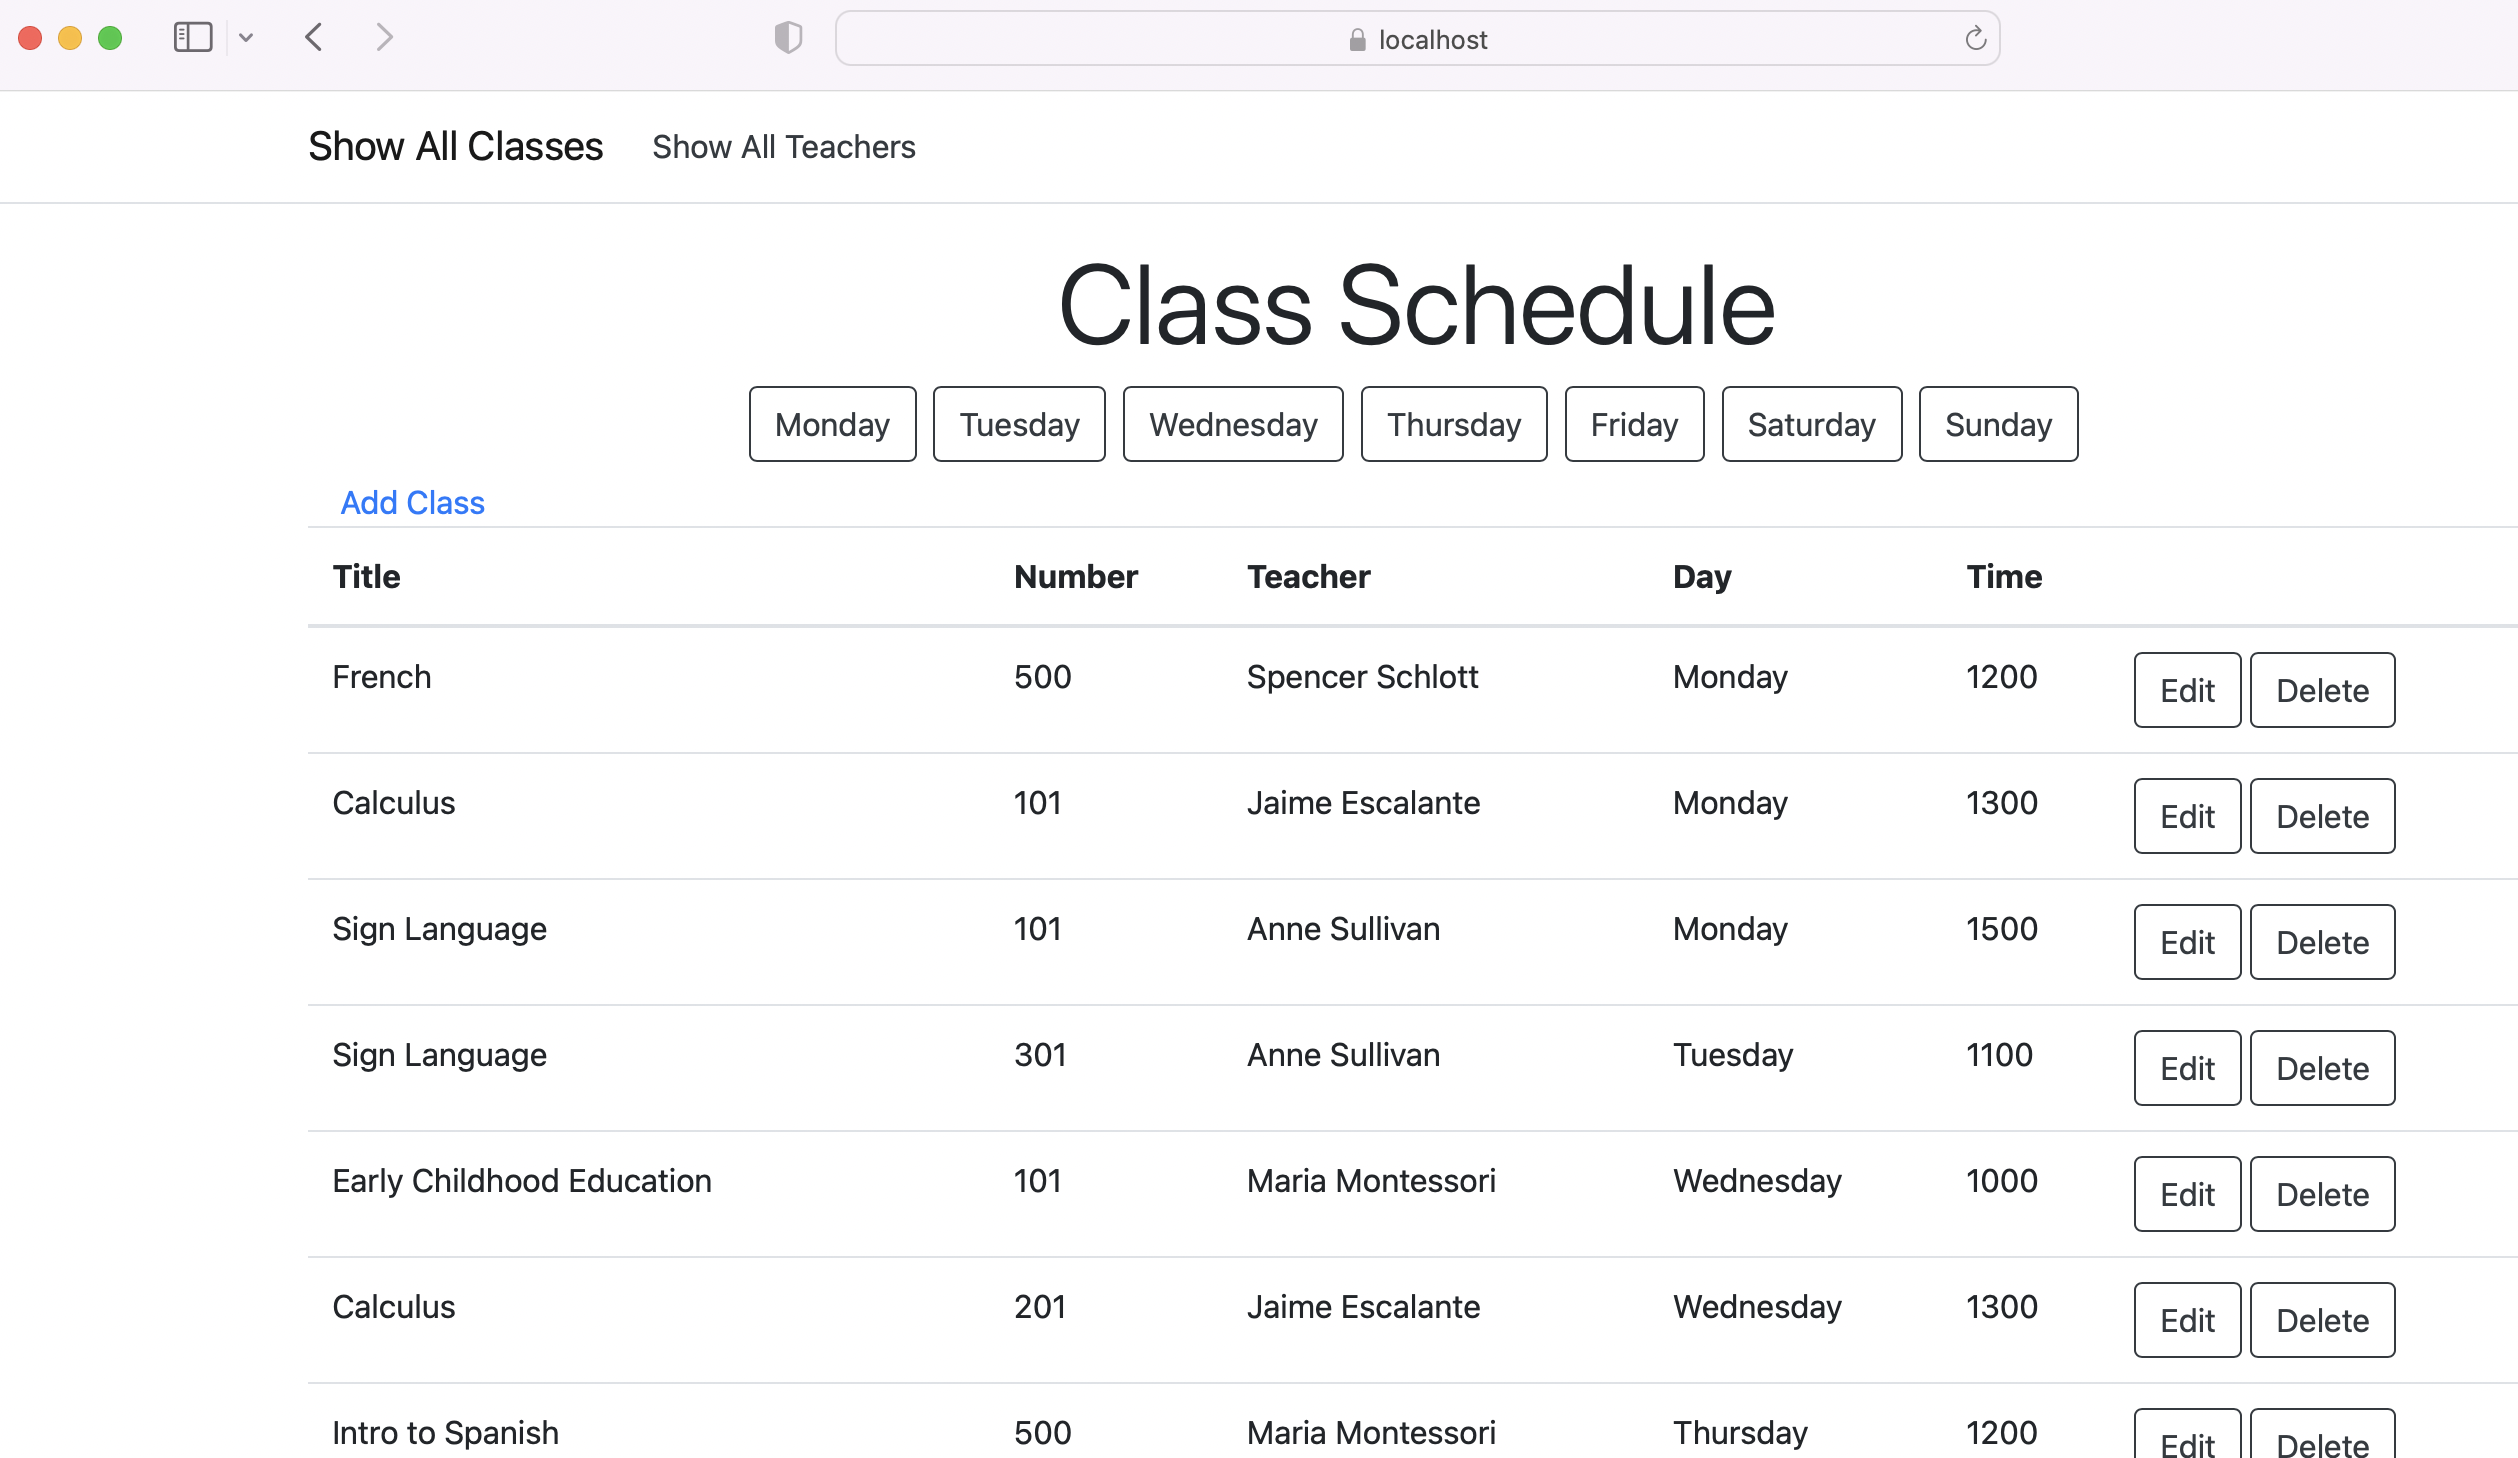 localhost
Show All Classes Show All Teachers
Class Schedule
Monday Tuesday Wednesday Thursday Friday Saturday Sunday
Add Class
Title Number Teacher Day Time
French 500 Spencer Schlott Monday 1200 Edit Delete
Calculus 101 Jaime Escalante Monday 1300 Edit Delete
Sign Language 101 Anne Sullivan Monday 1500 Edit Delete
Sign Language 301 Anne Sullivan Tuesday 1100 Edit Delete
Early Childhood Education 101 Maria Montessori Wednesday 1000 Edit Delete
Calculus 201 Jaime Escalante Wednesday 1300 Edit Delete
Intro to Spanish 500 Maria Montessori Thursday 1200 Edit Delete